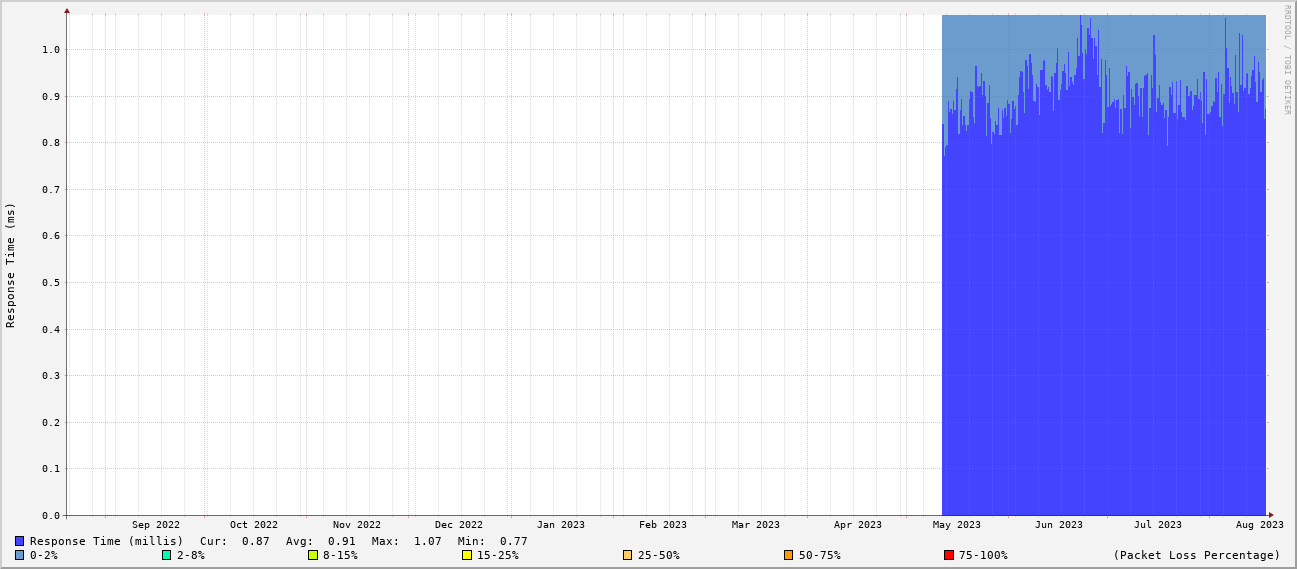 RRDTOOL / TOBI OETIKER
Response Time (ms)
1.0
0.9
0.8
0.7
0.6
0.5
0.4
0.3
0.2
0.1
0.0
Sep 2022 Oct 2022 Nov 2022 Dec 2022 Jan 2023 Feb 2023 Mar 2023 Apr 2023 May 2023 Jun 2023 Jul 2023 Aug 2023
Response Time (millis) Cur: 0.87 Avg: 0.91 Max: 1.07 Min: 0.77
0-2% 2-8% 8-15% 15-25% 25-50% 50-75% 75-100% (Packet Loss Percentage)